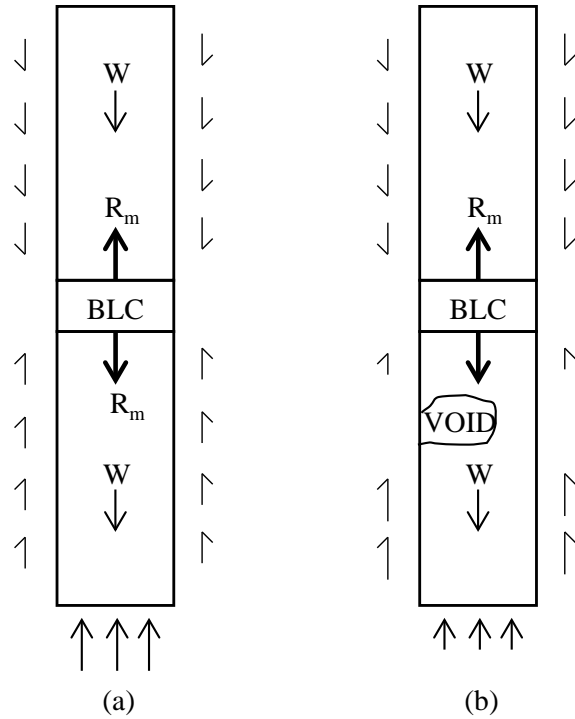 W W
R_m R_m
BLC BLC
R_m VOID
W W
(a) (b)